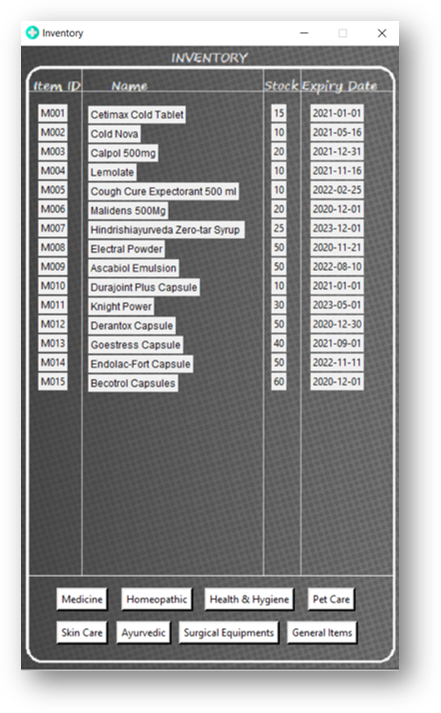 Inventory
INVENTORY
Item ID Name Stock Expiry Date
M001 Cetimax Cold Tablet 15 2021-01-01
M002 Cold Nova 10 2021-05-16
M003 Calpol 500mg 20 2021-12-31
M004 Lemolate 10 2021-11-16
M005 Cough Cure Expectorant 500 ml 10 2022-02-25
M006 Malidens 500Mg 20 2020-12-01
M007 Hindrishiayurveda Zero-tar Syrup 25 2023-12-01
M008 Electral Powder 50 2020-11-21
M009 Ascabiol Emulsion 50 2022-08-10
M010 Durajoint Plus Capsule 10 2021-01-01
M011 Knight Power 30 2023-05-01
M012 Derantox Capsule 50 2020-12-30
M013 Goestress Capsule 40 2021-09-01
M014 Endolac-Fort Capsule 50 2022-11-11
M015 Becotrol Capsules 60 2020-12-01
Medicine Homeopathic Health & Hygiene Pet Care
Skin Care Ayurvedic Surgical Equipments General Items